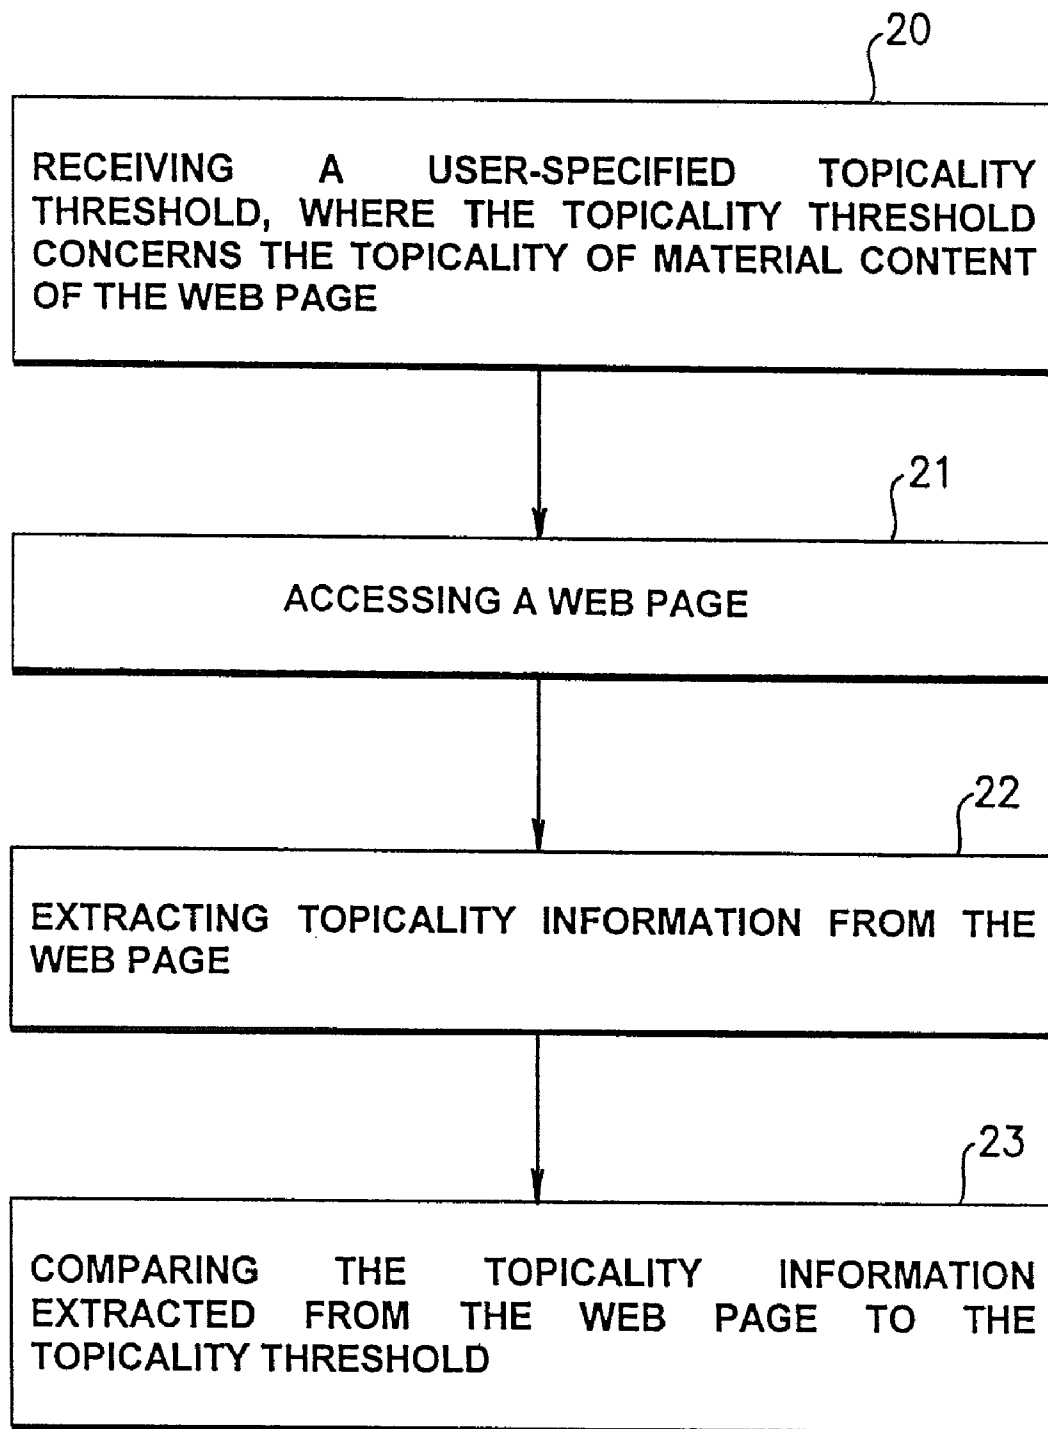 20
RECEIVING A USER-SPECIFIED TOPICALITY
THRESHOLD, WHERE THE TOPICALITY THRESHOLD
CONCERNS THE TOPICALITY OF MATERIAL CONTENT
OF THE WEB PAGE
21
ACCESSING A WEB PAGE
22
EXTRACTING TOPICALITY INFORMATION FROM THE
WEB PAGE
23
COMPARING THE TOPICALITY INFORMATION
EXTRACTED FROM THE WEB PAGE TO THE
TOPICALITY THRESHOLD